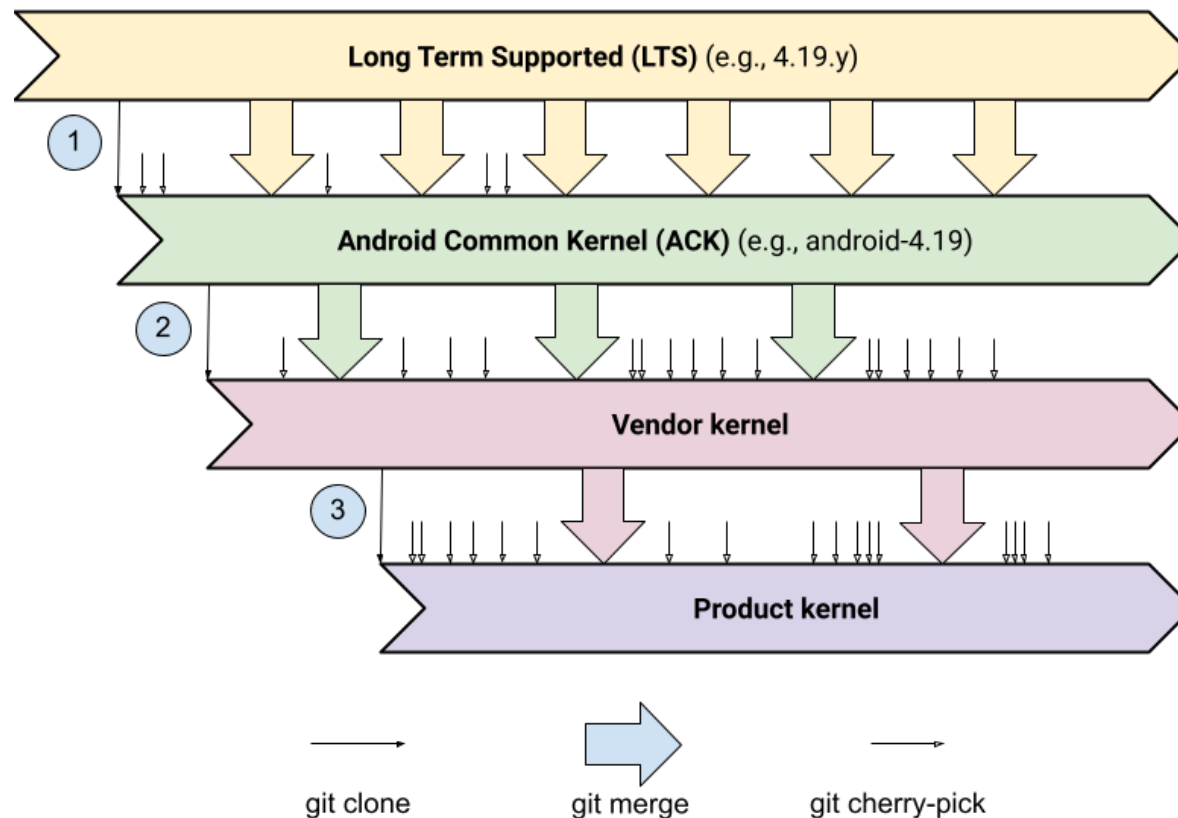 Long Term Supported (LTS) (e.g., 4.19.y)
1
Android Common Kernel (ACK) (e.g., android-4.19)
2
Vendor kernel
3
Product kernel
git clone
git merge
git cherry-pick